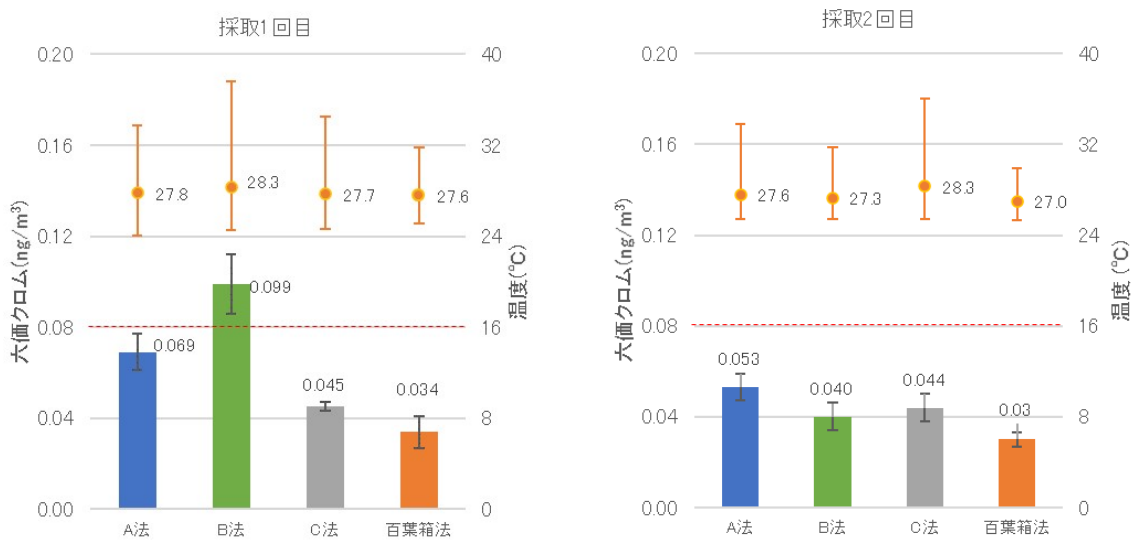 採取1回目
0.20
0.16
0.12
0.08
0.04
0.00
六価クロム(ng/m³)
40
32
24
16
8
0
温度(℃)
27.8
28.3
27.7
27.6
0.069
0.099
0.045
0.034
A法
B法
C法
百葉箱法
採取2回目
0.20
0.16
0.12
0.08
0.04
0.00
六価クロム(ng/m³)
40
32
24
16
8
0
温度(℃)
27.6
27.3
28.3
27.0
0.053
0.040
0.044
0.03
A法
B法
C法
百葉箱法